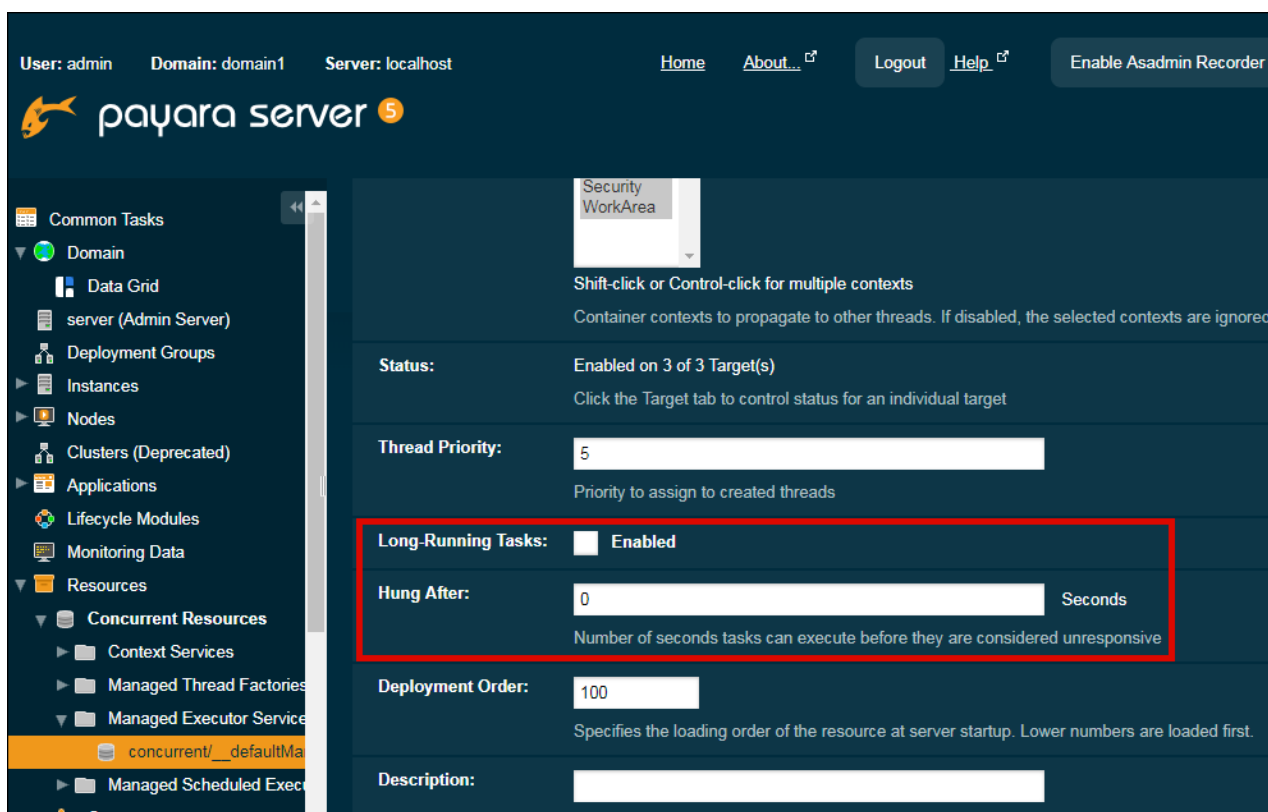 User: admin Domain: domain1 Server: localhost Home About... Logout Help Enable Asadmin Recorder
payara server 5
Common Tasks
Domain
Data Grid
server (Admin Server)
Deployment Groups
Instances
Nodes
Clusters (Deprecated)
Applications
Lifecycle Modules
Monitoring Data
Resources
Concurrent Resources
Context Services
Managed Thread Factories
Managed Executor Service
concurrent/__defaultMa
Managed Scheduled Exec
Security
WorkArea
Shift-click or Control-click for multiple contexts
Container contexts to propagate to other threads. If disabled, the selected contexts are ignored
Status: Enabled on 3 of 3 Target(s)
Click the Target tab to control status for an individual target
Thread Priority: 5
Priority to assign to created threads
Long-Running Tasks: Enabled
Hung After: 0 Seconds
Number of seconds tasks can execute before they are considered unresponsive
Deployment Order: 100
Specifies the loading order of the resource at server startup. Lower numbers are loaded first.
Description: